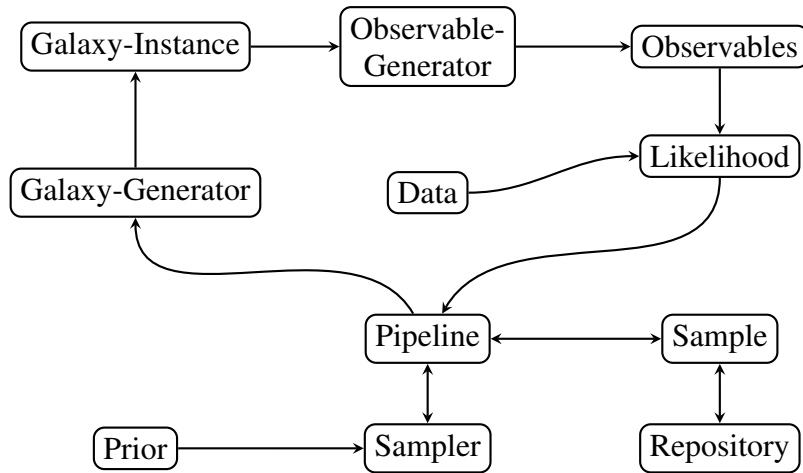 Galaxy-Instance
Observable-
Generator
Observables
Galaxy-Generator
Data
Likelihood
Pipeline
Sample
Prior
Sampler
Repository